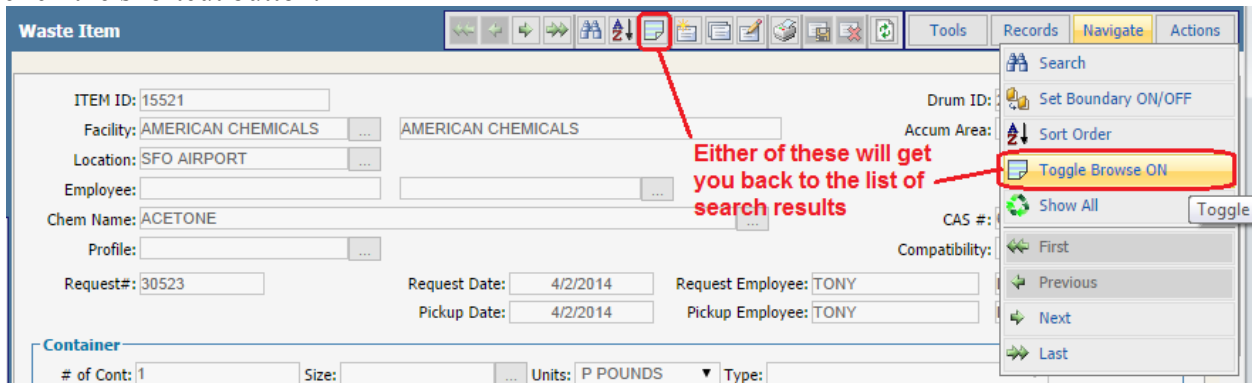 Waste Item
Tools Records Navigate Actions
Search
ITEM ID: 15521 Drum ID:
Set Boundary ON/OFF
Facility: AMERICAN CHEMICALS ... AMERICAN CHEMICALS Accum Area:
Sort Order
Location: SFO AIRPORT ...
Either of these will get
you back to the list of
search results
Toggle Browse ON
Employee: ...
Show All
Toggle
Chem Name: ACETONE ... CAS #:
Profile: ... Compatibility:
First
Request#: 30523 Request Date: 4/2/2014 Request Employee: TONY
Previous
Pickup Date: 4/2/2014 Pickup Employee: TONY
Next
Container
Last
# of Cont: 1 Size: ... Units: P POUNDS Type: